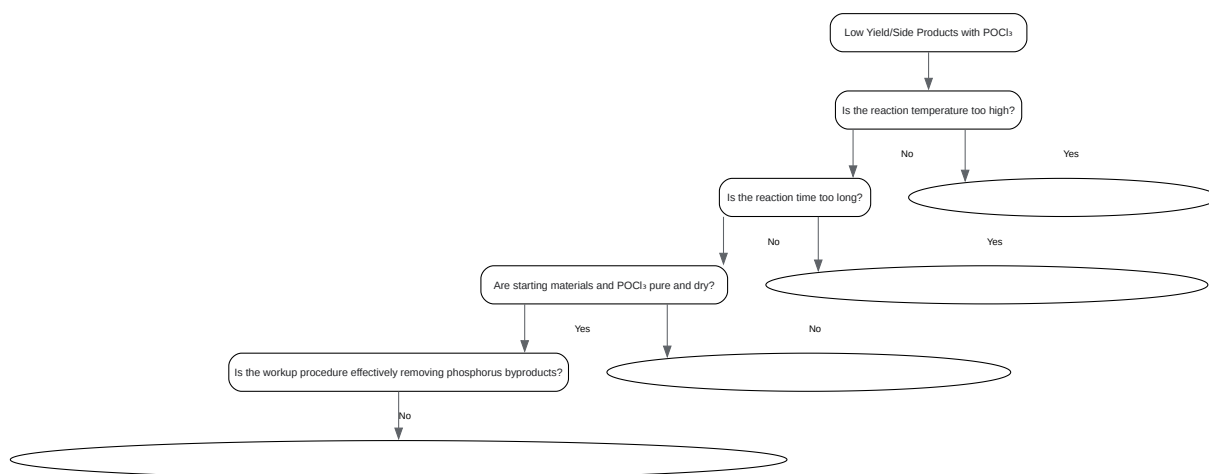 Low Yield/Side Products with POCl₃
Is the reaction temperature too high?
No
Yes
Is the reaction time too long?
No
Yes
Are starting materials and POCl₃ pure and dry?
Yes
No
Is the workup procedure effectively removing phosphorus byproducts?
No